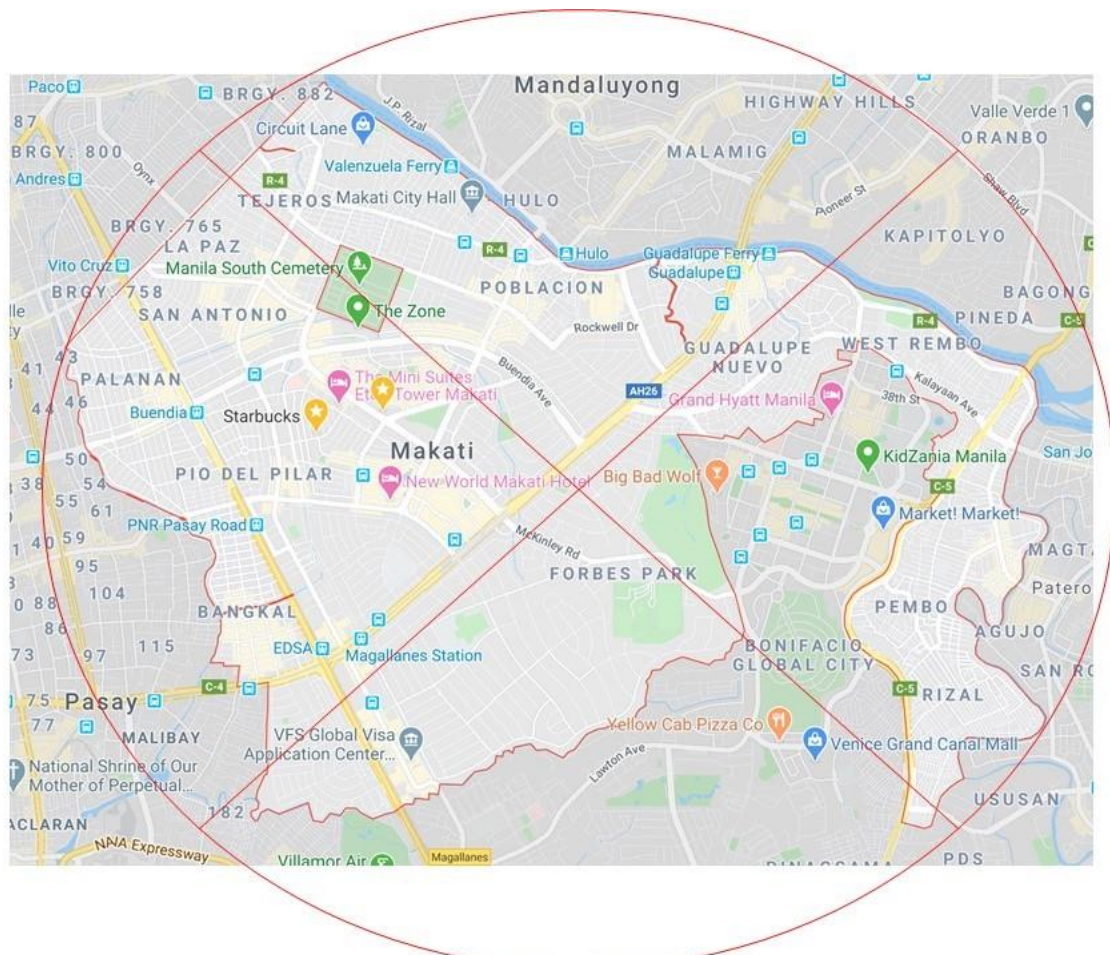 Mandaluyong
Paco
BRGY. 882
J.P. Rizal
HIGHWAY HILLS
Valle Verde 1
87
Circuit Lane
ORANBO
BRGY. 800
Oynx
Valenzuela Ferry
MALAMIG
Andres
R-4
Makati City Hall
HULO
Pioneer St
Shaw Blvd
TEJEROS
BRGY. 765
KAPITOLYO
LA PAZ
R-4
Vito Cruz
Manila South Cemetery
Hulo
Guadalupe Ferry
Guadalupe
BRGY. 758
POBLACION
BAGONG
SAN ANTONIO
The Zone
PINEDA
C-5
Rockwell Dr
R-4
WEST REMBO
GUADALUPE
NUEVO
41
43
PALANAN
The Mini Suites
Eton Tower Makati
Buendia Ave
Kalayaan Ave
AH26
Grand Hyatt Manila
38th St
44
46
Buendia
Starbucks
Makati
KidZania Manila
San Jo
50
PIO DEL PILAR
New World Makati Hotel
Big Bad Wolf
C-5
38
54
55
61
PNR Pasay Road
Market! Market!
McKinley Rd
40
59
MAGTA
95
FORBES PARK
104
Patero
88
BANGKAL
PEMBO
86
AGUJO
115
EDSA
Magallanes Station
BONIFACIO
GLOBAL CITY
73
97
SAN RO
C-4
C-5
RIZAL
75
Pasay
77
MALIBAY
VFS Global Visa
Application Center...
Yellow Cab Pizza Co
Venice Grand Canal Mall
Lawton Ave
National Shrine of Our
Mother of Perpetual...
182
USUSAN
ACLARAN
NAIA Expressway
Villamor Air
Magallanes
PINAGSAMA
PDS